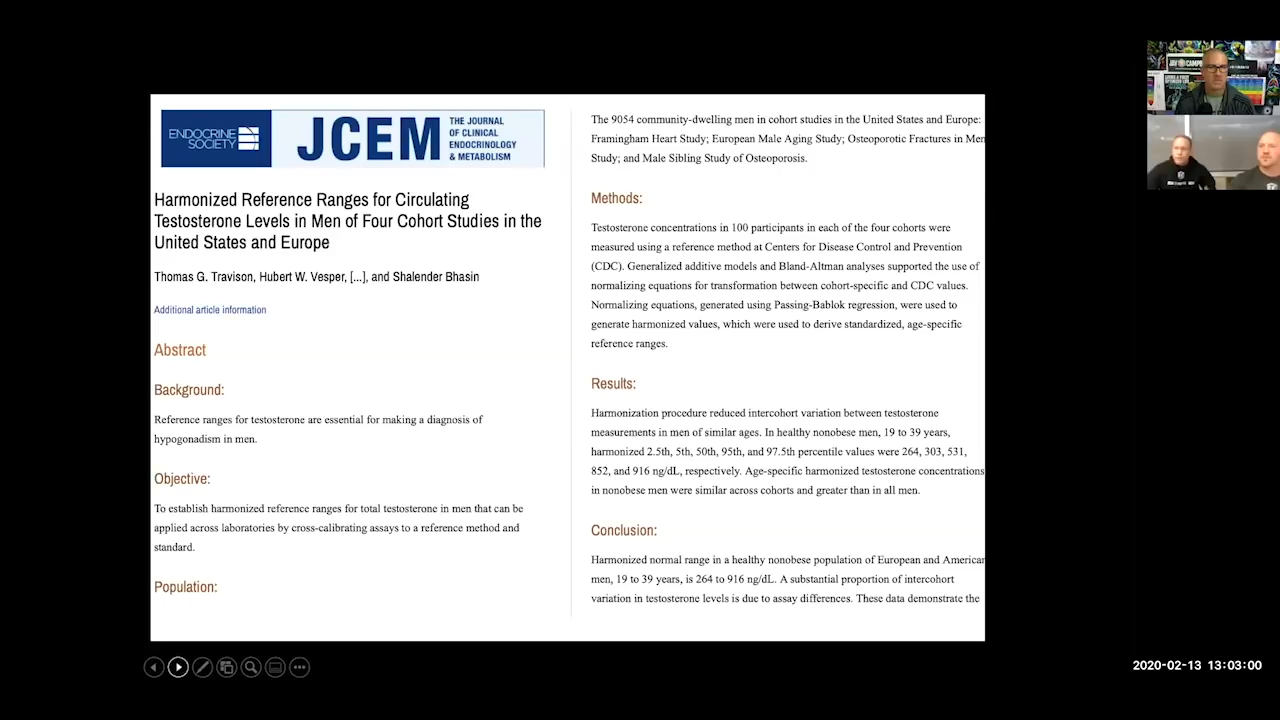 ENDOCRINE
SOCIETY
JCEM
THE JOURNAL
OF CLINICAL
ENDOCRINOLOGY
& METABOLISM
Harmonized Reference Ranges for Circulating
Testosterone Levels in Men of Four Cohort Studies in the
United States and Europe
Thomas G. Travison, Hubert W. Vesper, [...], and Shalender Bhasin
Additional article information
Abstract
Background:
Reference ranges for testosterone are essential for making a diagnosis of
hypogonadism in men.
Objective:
To establish harmonized reference ranges for total testosterone in men that can be
applied across laboratories by cross-calibrating assays to a reference method and
standard.
Population:
The 9054 community-dwelling men in cohort studies in the United States and Europe:
Framingham Heart Study; European Male Aging Study; Osteoporotic Fractures in Men
Study; and Male Sibling Study of Osteoporosis.
Methods:
Testosterone concentrations in 100 participants in each of the four cohorts were
measured using a reference method at Centers for Disease Control and Prevention
(CDC). Generalized additive models and Bland-Altman analyses supported the use of
normalizing equations for transformation between cohort-specific and CDC values.
Normalizing equations, generated using Passing-Bablok regression, were used to
generate harmonized values, which were used to derive standardized, age-specific
reference ranges.
Results:
Harmonization procedure reduced intercohort variation between testosterone
measurements in men of similar ages. In healthy nonobese men, 19 to 39 years,
harmonized 2.5th, 5th, 50th, 95th, and 97.5th percentile values were 264, 303, 531,
852, and 916 ng/dL, respectively. Age-specific harmonized testosterone concentrations
in nonobese men were similar across cohorts and greater than in all men.
Conclusion:
Harmonized normal range in a healthy nonobese population of European and American
men, 19 to 39 years, is 264 to 916 ng/dL. A substantial proportion of intercohort
variation in testosterone levels is due to assay differences. These data demonstrate the
JAY CAMP
2020-02-13 13:03:00